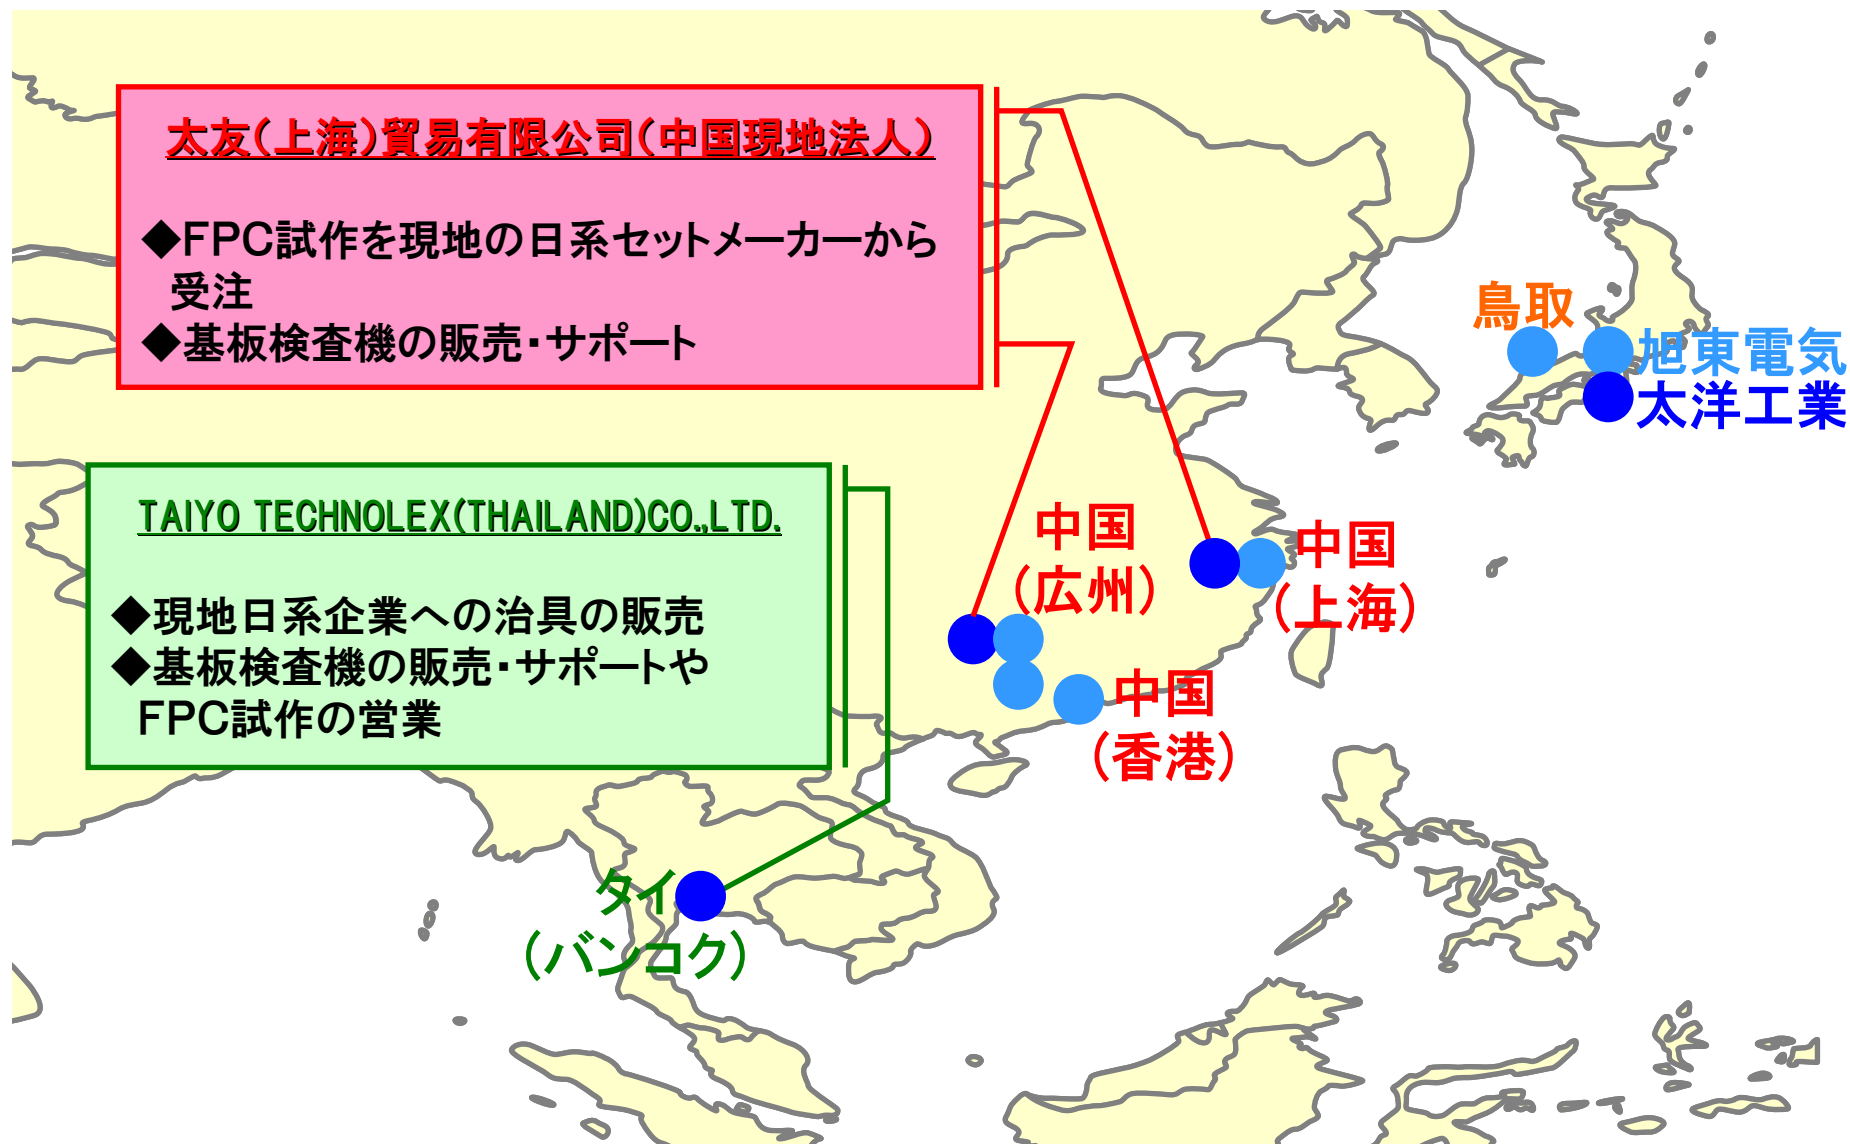 太友(上海)貿易有限公司(中国現地法人)
◆FPC試作を現地の日系セットメーカーから
受注
◆基板検査機の販売・サポート
鳥取
旭東電気
太洋工業
TAIYO TECHNOLEX(THAILAND)CO.,LTD.
◆現地日系企業への治具の販売
◆基板検査機の販売・サポートや
FPC試作の営業
中国
(広州)
中国
(上海)
中国
(香港)
タイ
(バンコク)